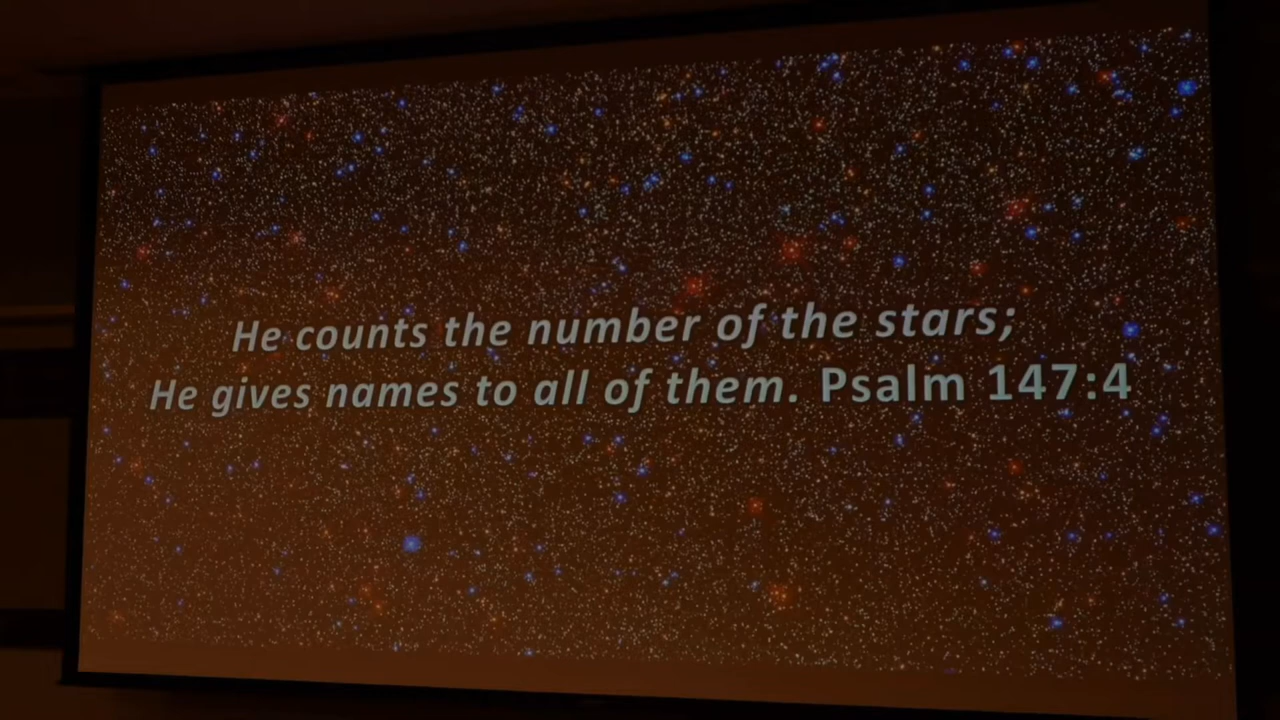 He counts the number of the stars;
He gives names to all of them. Psalm 147:4